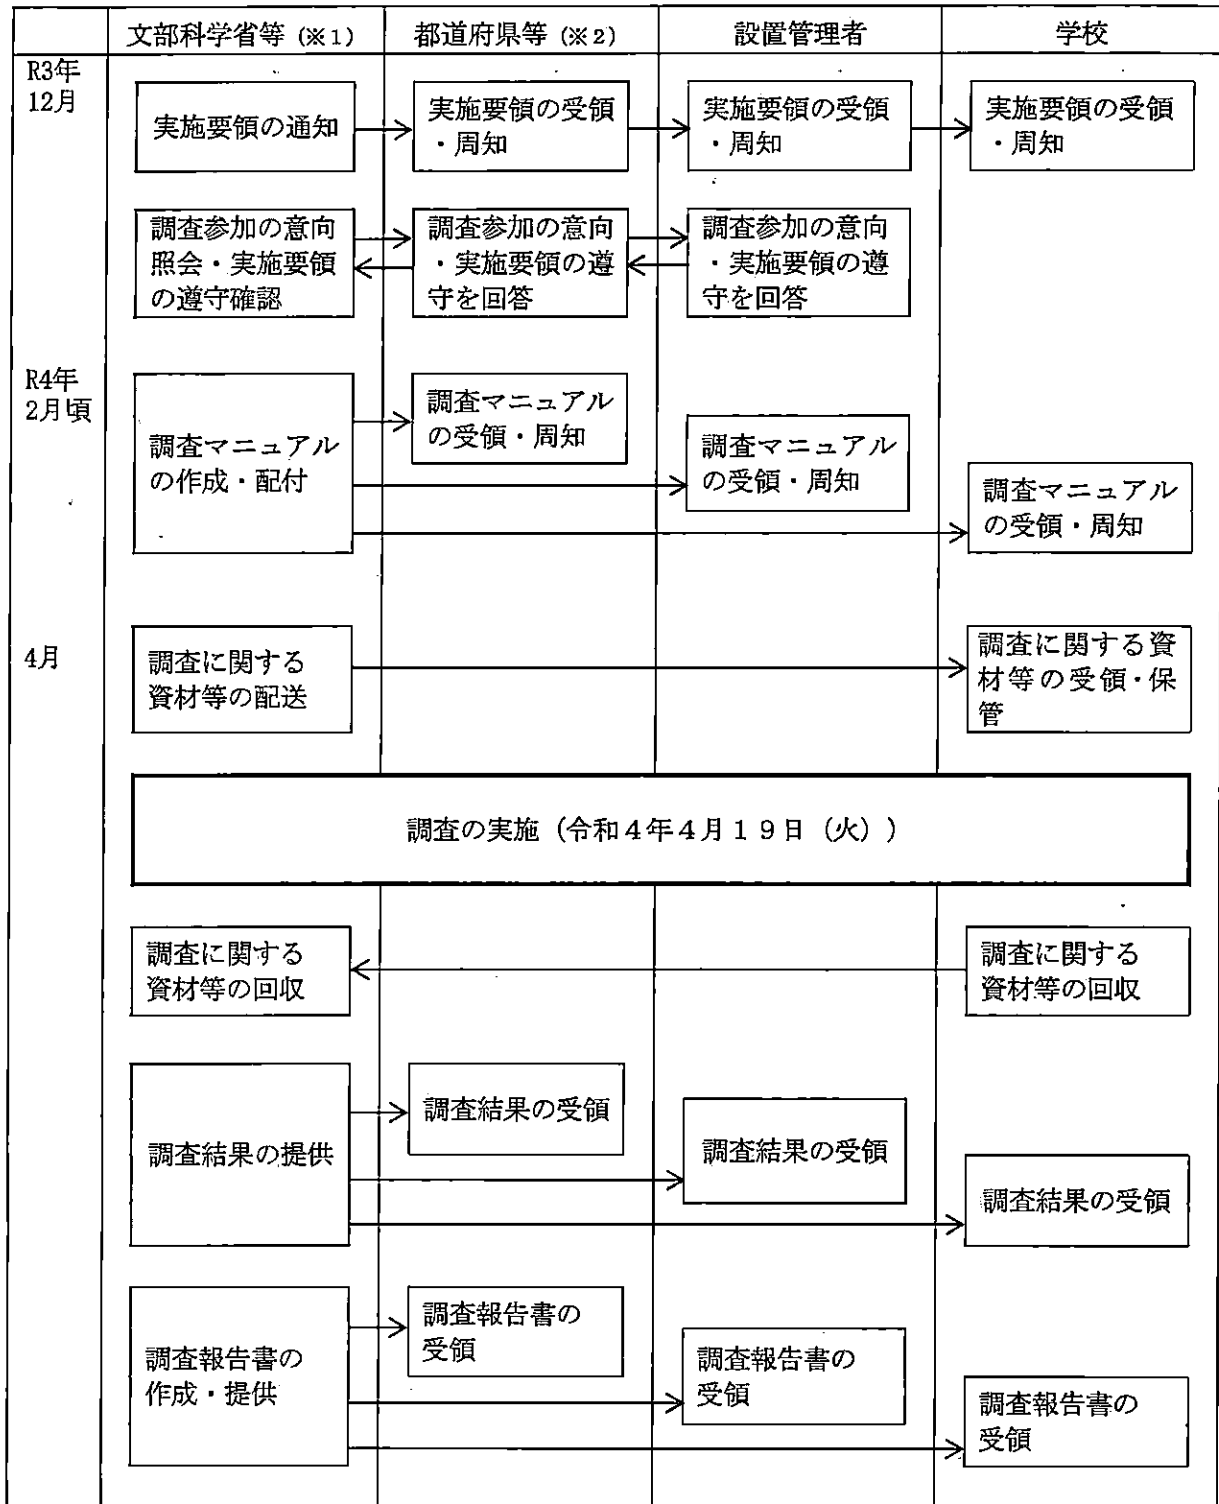 文部科学省等（※1）
都道府県等（※2）
設置管理者
学校
R3年
12月
実施要領の通知
実施要領の受領
・周知
実施要領の受領
・周知
実施要領の受領
・周知
調査参加の意向
照会・実施要領
の遵守確認
調査参加の意向
・実施要領の遵
守を回答
調査参加の意向
・実施要領の遵
守を回答
R4年
2月頃
調査マニュアル
の作成・配付
調査マニュアル
の受領・周知
調査マニュアル
の受領・周知
調査マニュアル
の受領・周知
4月
調査に関する
資材等の配送
調査に関する資
材等の受領・保
管
調査の実施（令和４年４月１９日（火））
調査に関する
資材等の回収
調査に関する
資材等の回収
調査結果の提供
調査結果の受領
調査結果の受領
調査結果の受領
調査報告書の
作成・提供
調査報告書の
受領
調査報告書の
受領
調査報告書の
受領